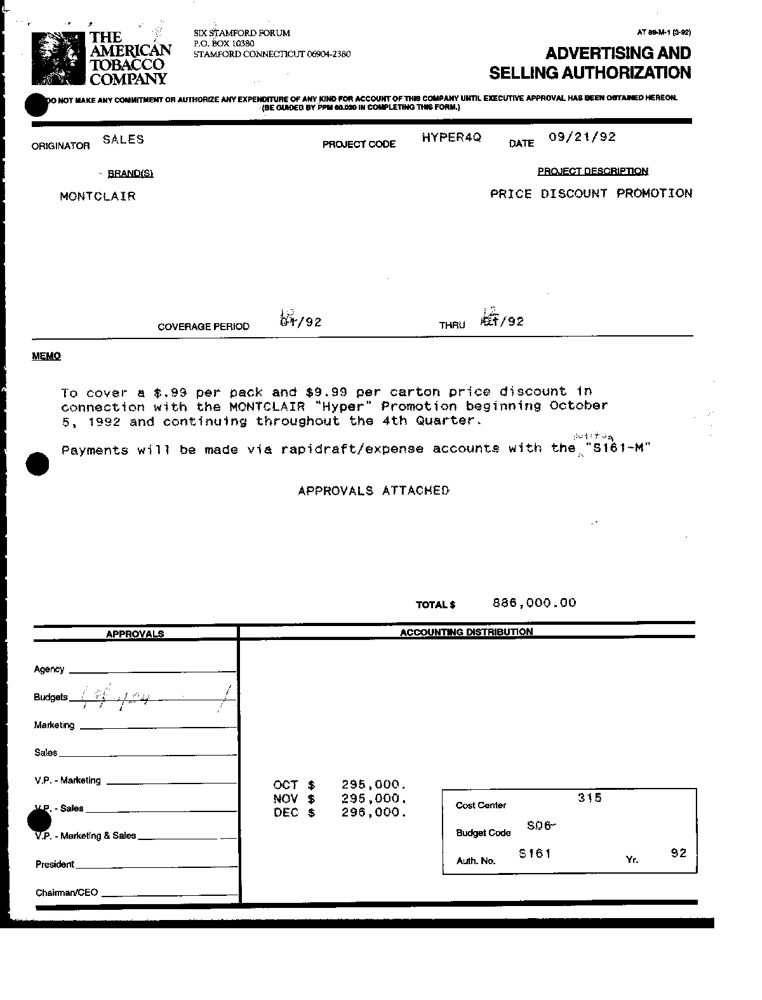 THE
AMERICAN
TOBACCO
COMPANY
SIX STAMFORD FORUM
P.O. BOX 10380
STAMFORD CONNECTICUT 06904-2380
AT 89-M-1 (3-92)
ADVERTISING AND
SELLING AUTHORIZATION
DO NOT MAKE ANY COMMITMENT OR AUTHORIZE ANY EXPENDITURE OF ANY KIND FOR ACCOUNT OF THIS COMPANY UNTIL EXECUTIVE APPROVAL HAS BEEN OBTAINED HEREON.
(BE GUIDED BY PPM 60.020 IN COMPLETING THIS FORM.)
ORIGINATOR SALES PROJECT CODE HYPER4Q DATE 09/21/92
BRAND(S) PROJECT DESCRIPTION
MONTCLAIR PRICE DISCOUNT PROMOTION
COVERAGE PERIOD /92 THRU /92
MEMO
To cover a $.99 per pack and $9.99 per carton price discount in
connection with the MONTCLAIR "Hyper" Promotion beginning October
5, 1992 and continuing throughout the 4th Quarter.
Payments will be made via rapidraft/expense accounts with the "S161-M"
APPROVALS ATTACHED
TOTAL $ 886,000.00
APPROVALS ACCOUNTING DISTRIBUTION
Agency
Budgets
Marketing
Sales
V.P. - Marketing
V.P. - Sales
V.P. - Marketing & Sales
President
Chairman/CEO
OCT $ 295,000.
NOV $ 295,000.
DEC $ 296,000.
Cost Center 315
Budget Code S06-
Auth. No. S161 Yr. 92